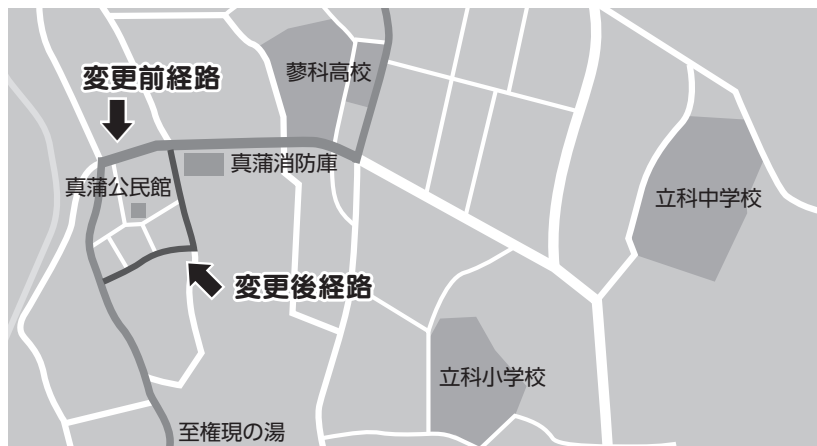 蓼科高校
変更前経路
真蒲消防庫
真蒲公民館
立科中学校
変更後経路
立科小学校
至権現の湯